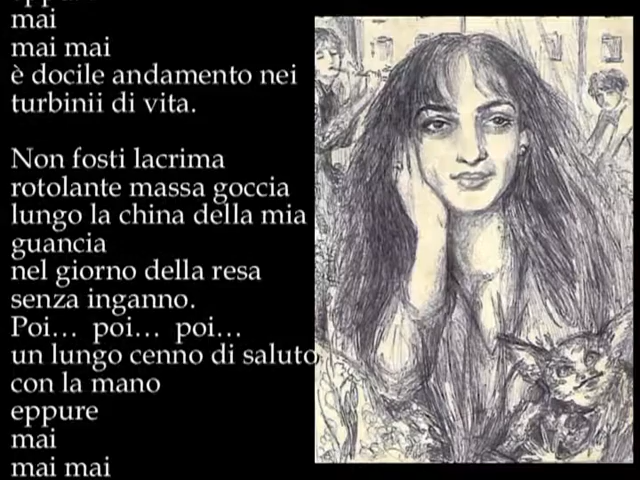 mai
mai mai
è docile andamento nei
turbinii di vita.
Non fosti lacrima
rotolante massa goccia
lungo la china della mia
guancia
nel giorno della resa
senza inganno.
Poi... poi... poi...
un lungo cenno di saluto
con la mano
eppure
mai
mai mai